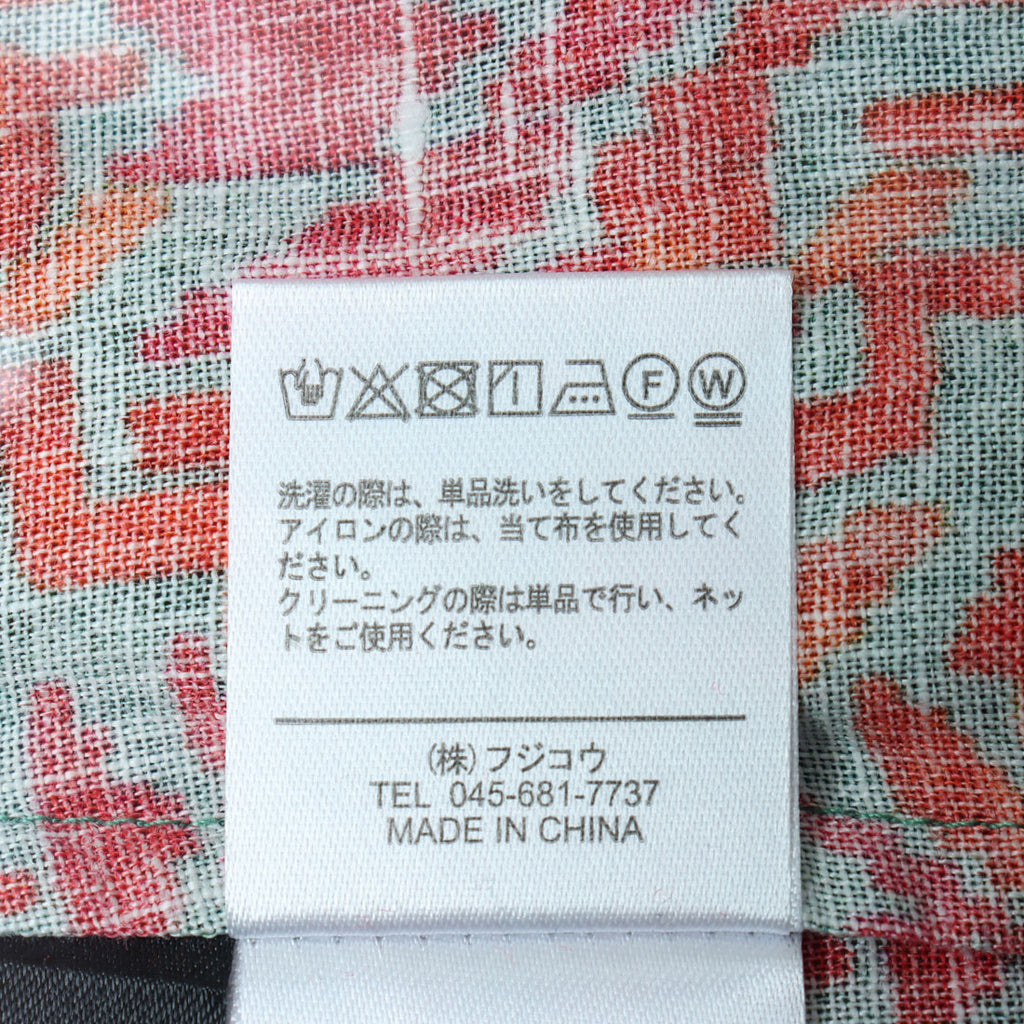 F W
洗濯の際は、単品洗いをしてください。
アイロンの際は、当て布を使用してく
ださい。
クリーニングの際は単品で行い、ネッ
トをご使用ください。
(株)フジコウ
TEL 045-681-7737
MADE IN CHINA